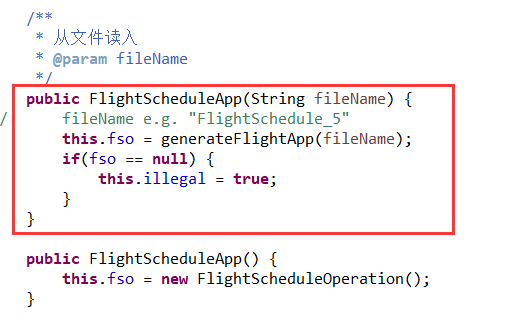 /**
 * 从文件读入
 * @param fileName
 */
public FlightScheduleApp(String fileName) {
/ fileName e.g. "FlightSchedule_5"
this.fso = generateFlightApp(fileName);
if(fso == null) {
this.illegal = true;
}
}
public FlightScheduleApp() {
this.fso = new FlightScheduleOperation();
}